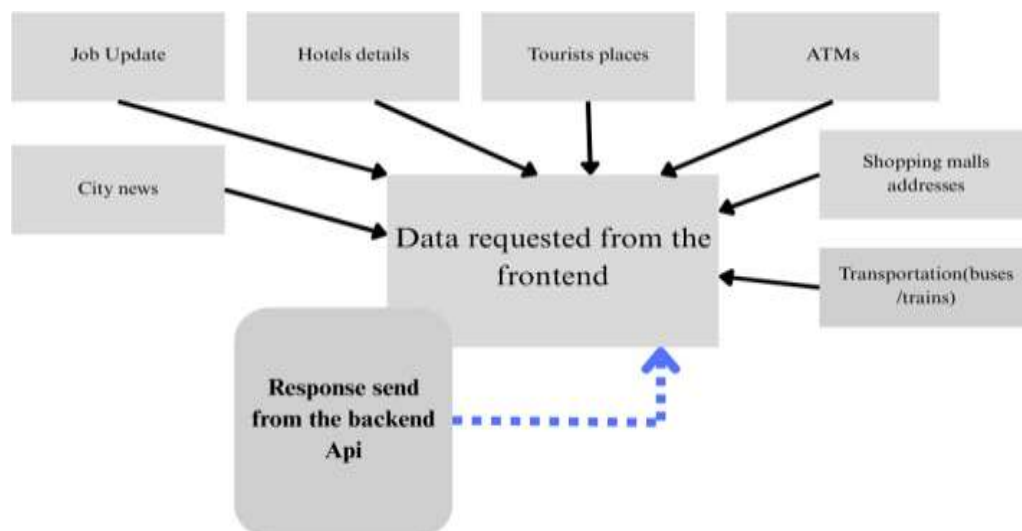 Job Update
Hotels details
Tourists places
ATMs
City news
Shopping malls
addresses
Data requested from the
frontend
Transportation(buses
/trains)
Response send
from the backend
Api